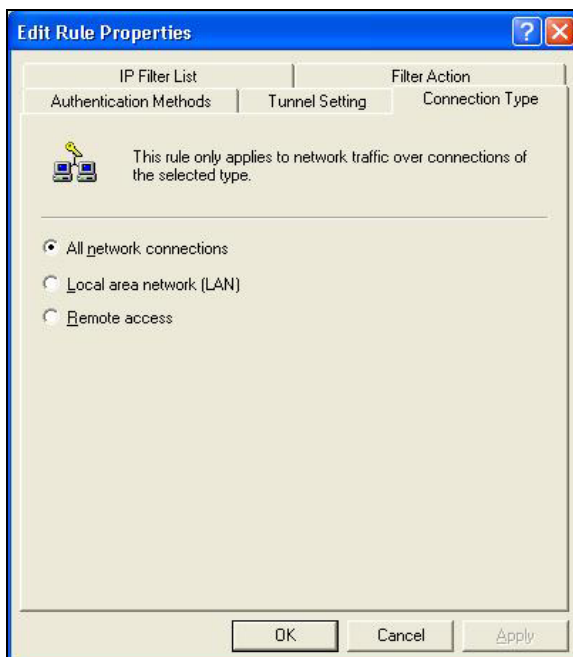 Edit Rule Properties
IP Filter List Filter Action
Authentication Methods Tunnel Setting Connection Type
This rule only applies to network traffic over connections of
the selected type.
All network connections
Local area network (LAN)
Remote access
OK Cancel Apply